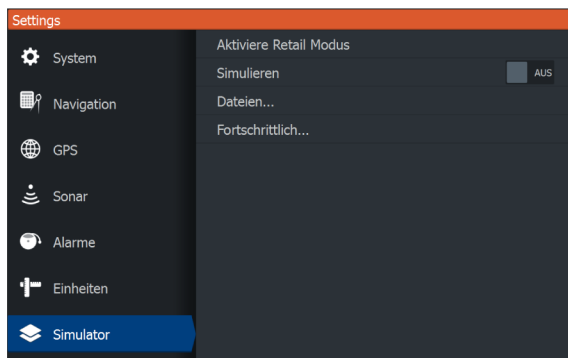 Settings
System
Navigation
GPS
Sonar
Alarme
Einheiten
Simulator
Aktiviere Retail Modus
Simulieren AUS
Dateien...
Fortschrittlich...